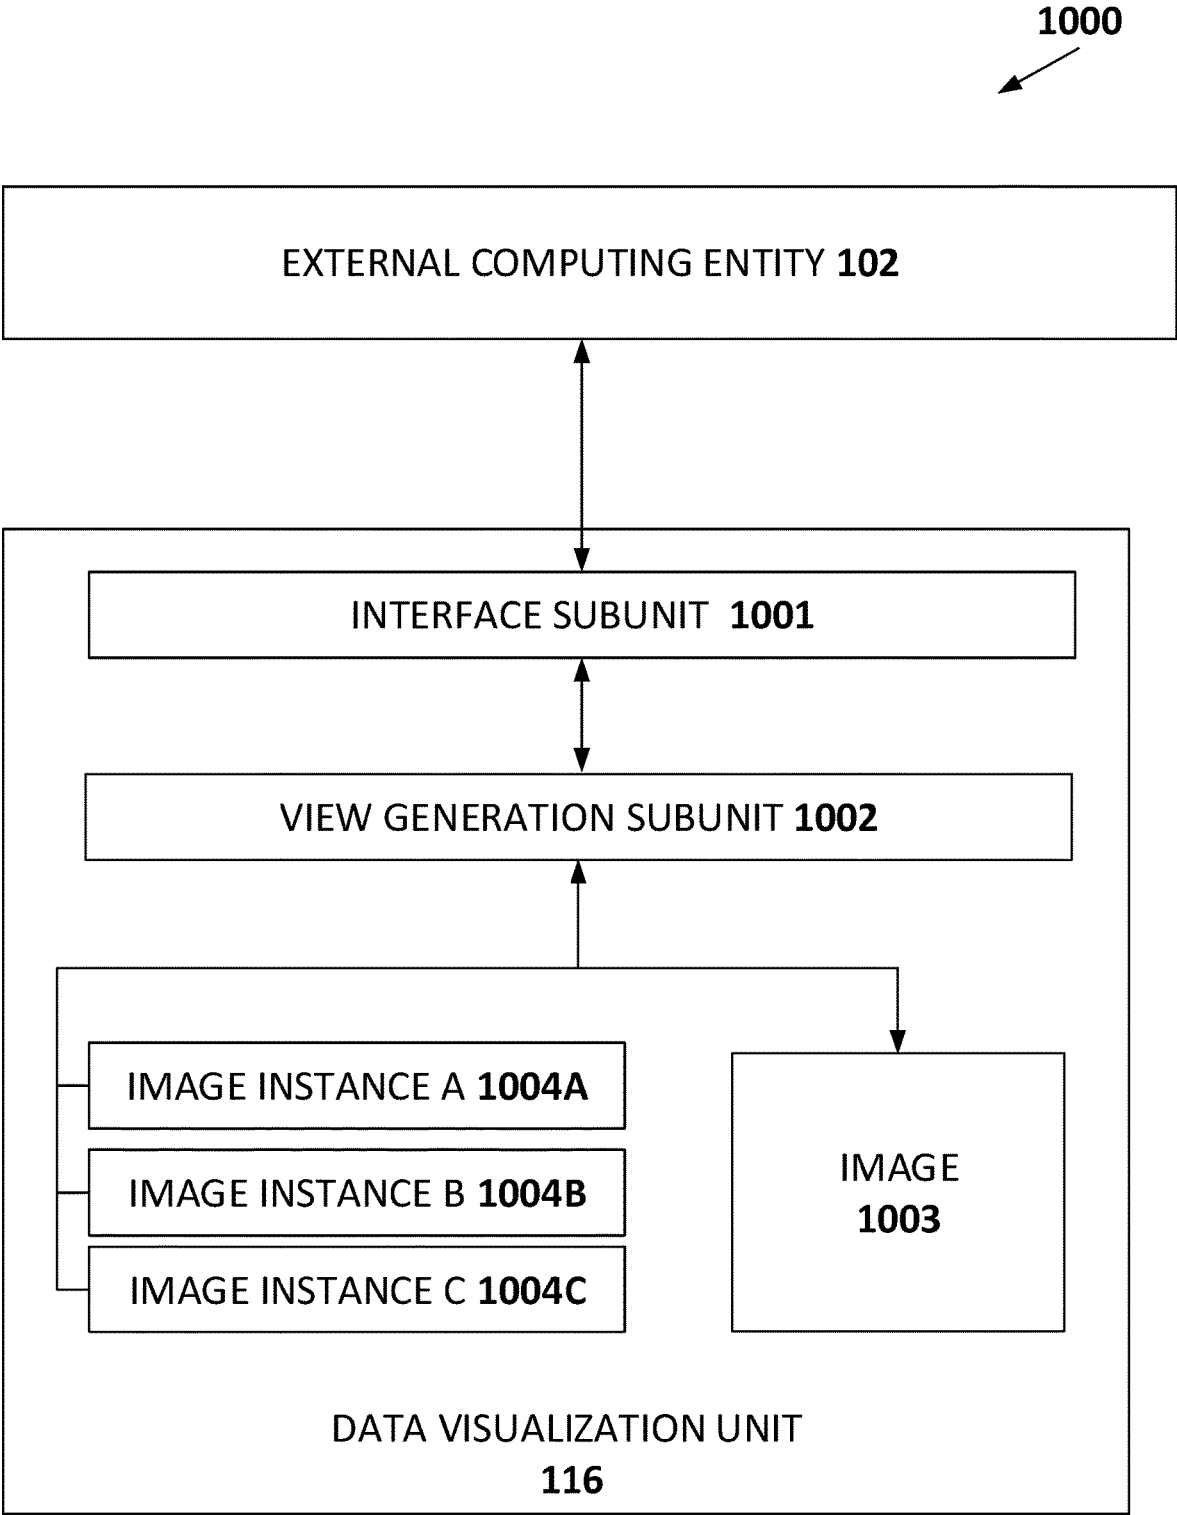 1000
EXTERNAL COMPUTING ENTITY 102
INTERFACE SUBUNIT 1001
VIEW GENERATION SUBUNIT 1002
IMAGE INSTANCE A 1004A
IMAGE INSTANCE B 1004B
IMAGE INSTANCE C 1004C
IMAGE
1003
DATA VISUALIZATION UNIT
116